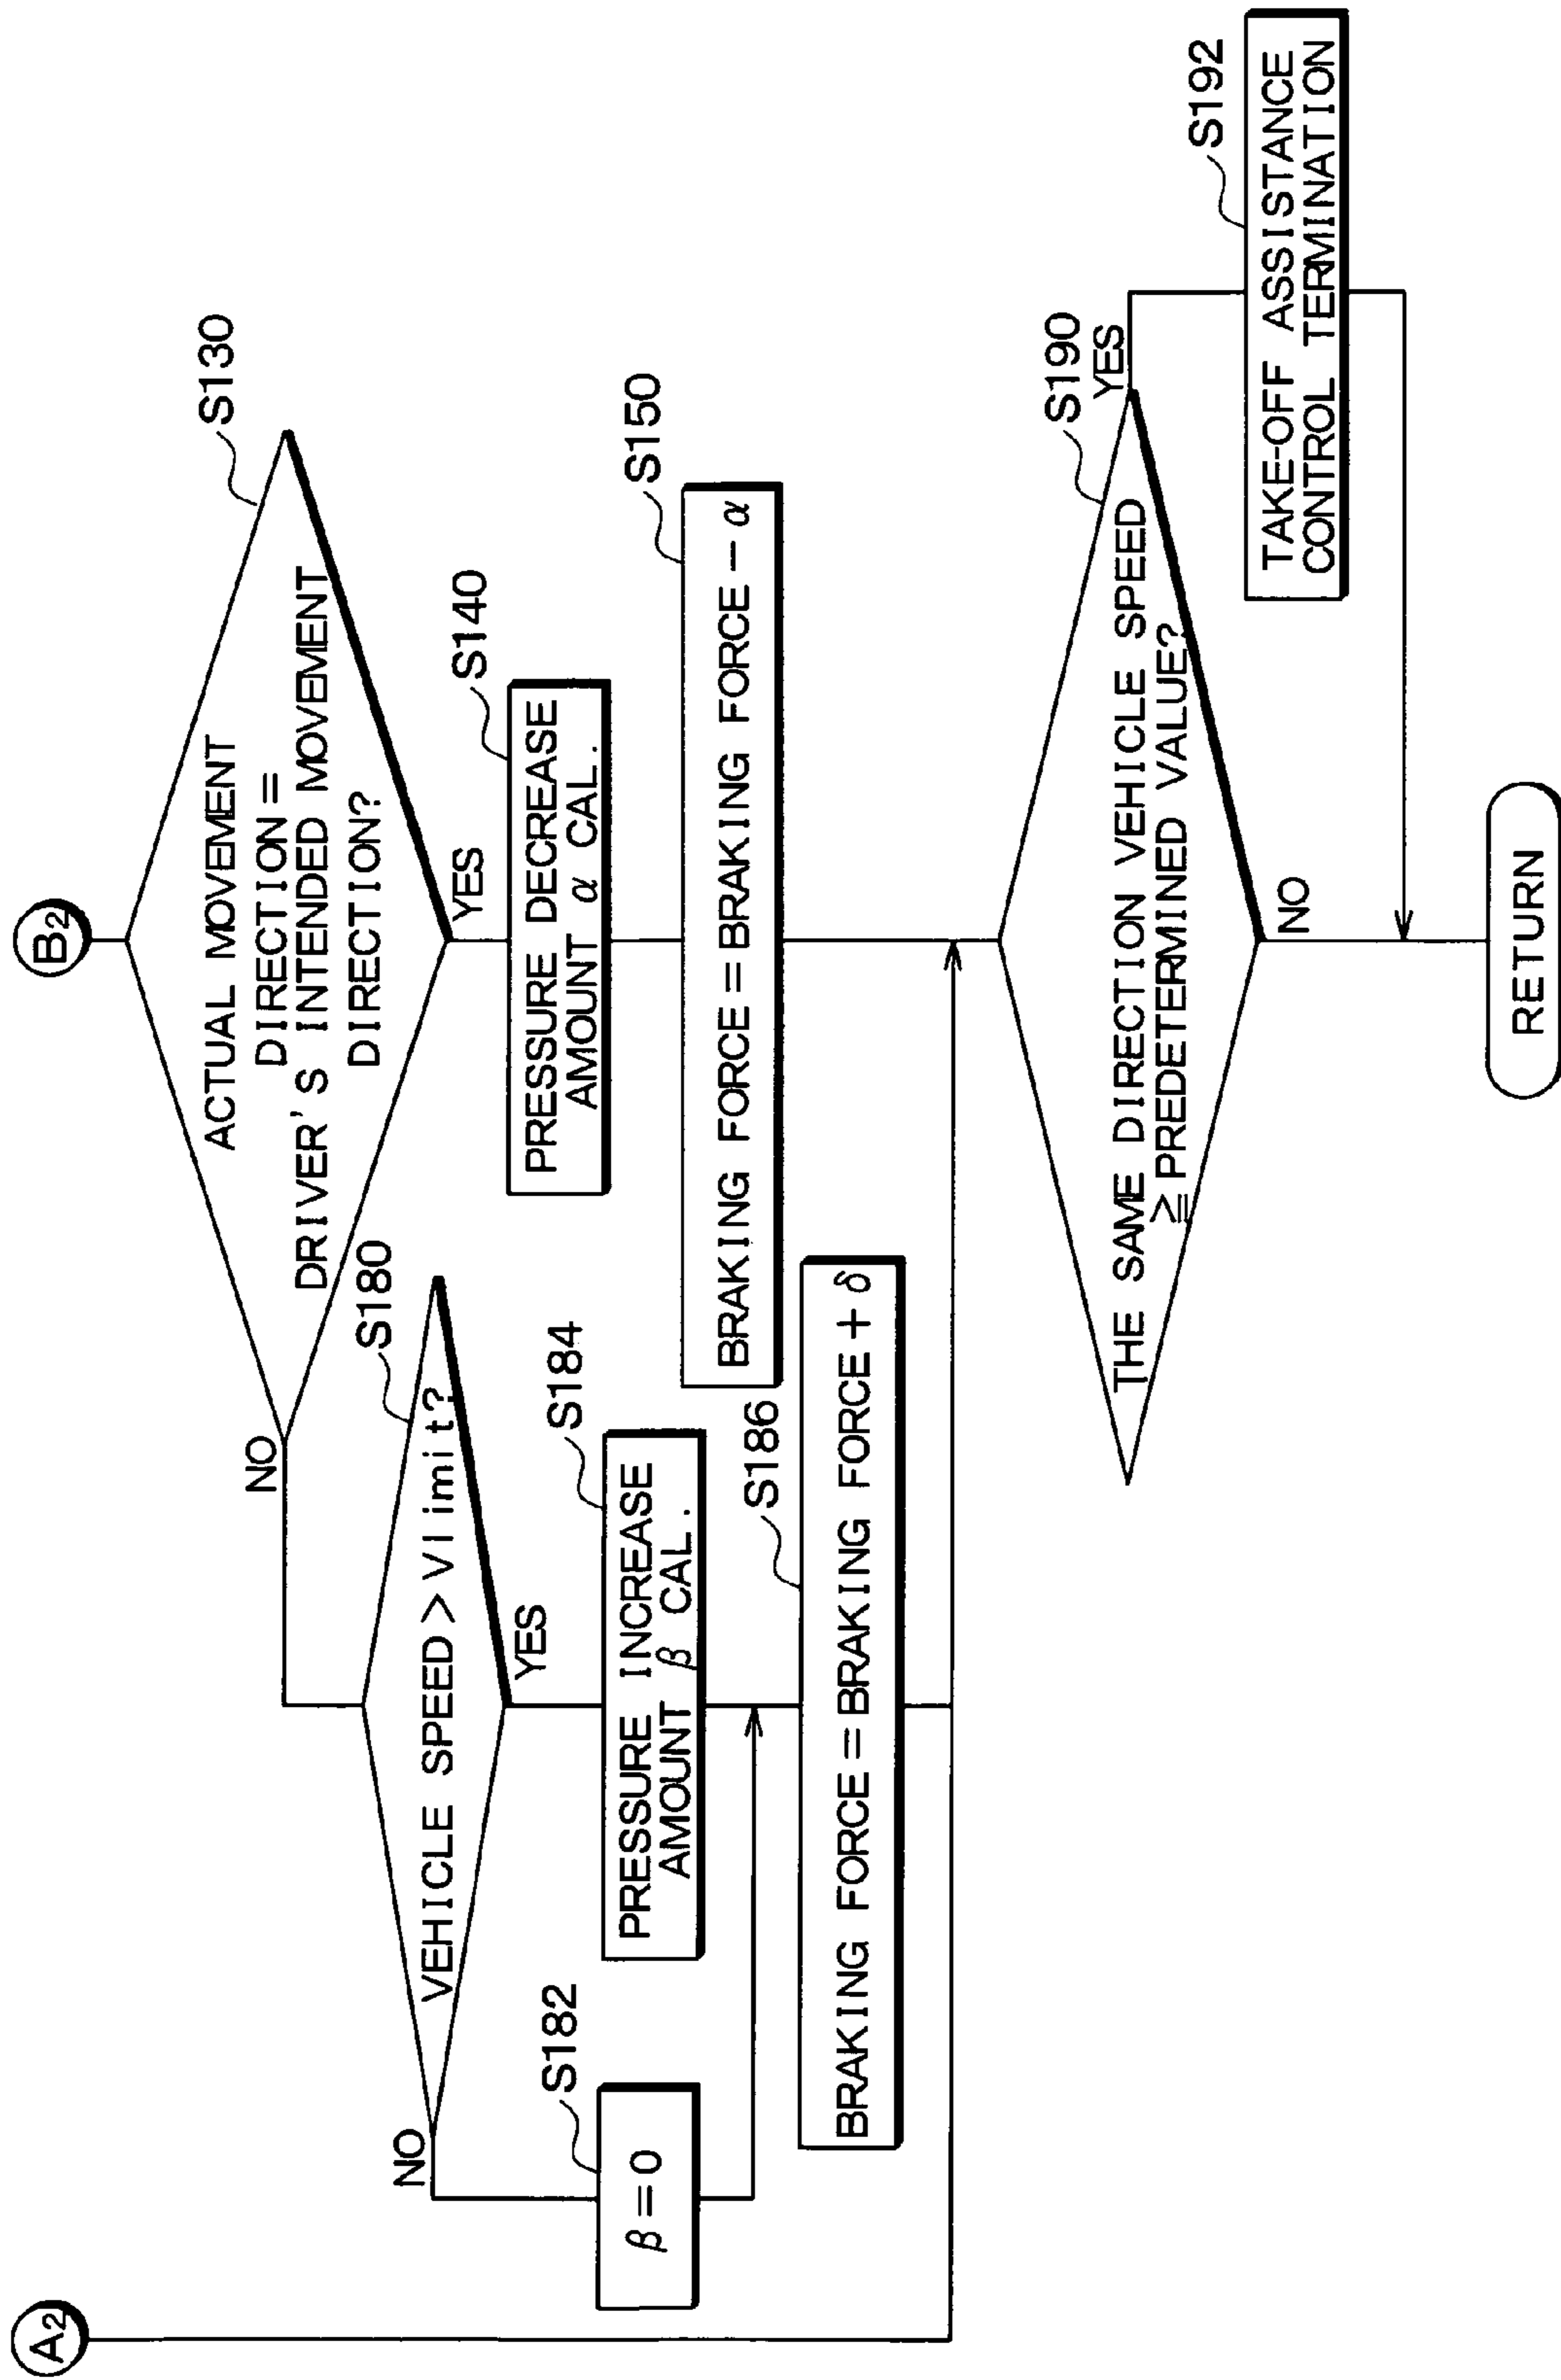 A2
B2
ACTUAL MOVEMENT
DIRECTION =
DRIVER'S INTENDED MOVEMENT
DIRECTION?
S130
NO
YES
VEHICLE SPEED > Vlimit?
S180
NO
YES
PRESSURE DECREASE
AMOUNT α CAL.
S140
β = 0
S182
PRESSURE INCREASE
AMOUNT β CAL.
S184
BRAKING FORCE = BRAKING FORCE − α
S150
BRAKING FORCE = BRAKING FORCE + δ
S186
THE SAME DIRECTION VEHICLE SPEED
≧ PREDETERMINED VALUE?
S190
YES
NO
TAKE-OFF ASSISTANCE
CONTROL TERMINATION
S192
RETURN